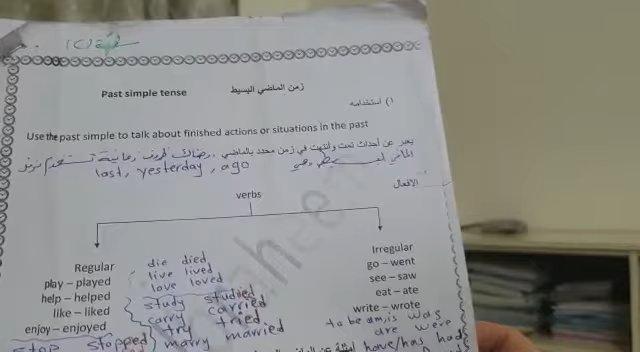 Past simple tense زمن الماضي البسيط
١) استخدامه
Use the past simple to talk about finished actions or situations in the past
يعبر عن أحداث تمت وانتهت في زمن محدد بالماضي
last, yesterday, ago
الأفعال
verbs
Regular
play – played
help – helped
like – liked
enjoy – enjoyed
stop stopped
die died
live lived
love loved
study studied
carry carried
try tried
marry married
Irregular
go – went
see – saw
eat – ate
write – wrote
to be am, is was
are were
have/has had